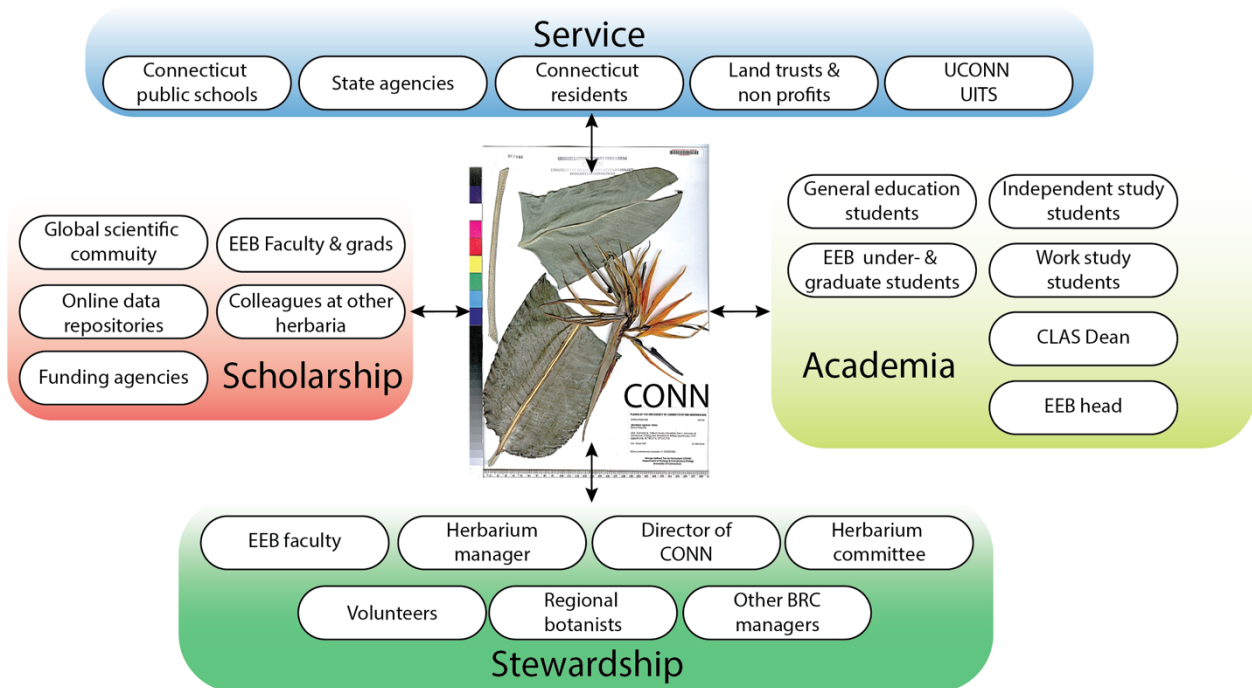 Service
Connecticut
public schools
State agencies
Connecticut
residents
Land trusts &
non profits
UCONN
UITS
Global scientific
commuity
EEB Faculty & grads
Online data
repositories
Colleagues at other
herbaria
Funding agencies
Scholarship
CONN
General education
students
Independent study
students
EEB under- &
graduate students
Work study
students
CLAS Dean
EEB head
Academia
EEB faculty
Herbarium
manager
Director of
CONN
Herbarium
committee
Volunteers
Regional
botanists
Other BRC
managers
Stewardship